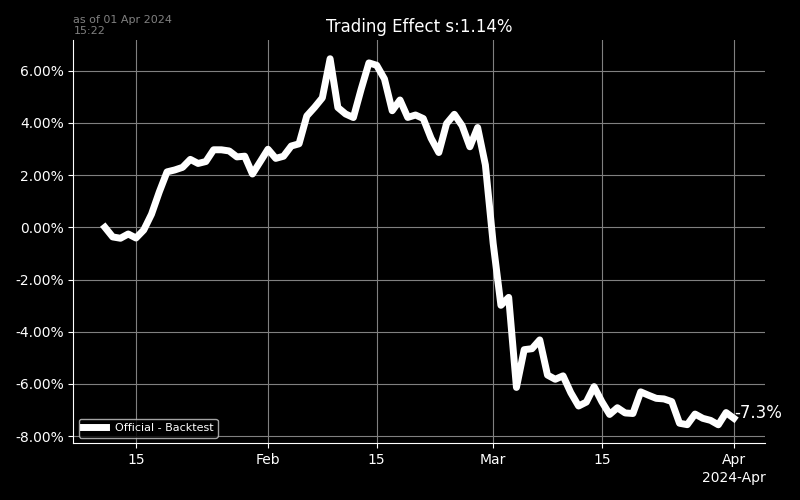 as of 01 Apr 2024
15:22
Trading Effect s:1.14%
6.00%
4.00%
2.00%
0.00%
-2.00%
-4.00%
-6.00%
-8.00%
-7.3%
Official - Backtest
15
Feb
15
Mar
15
Apr
2024-Apr